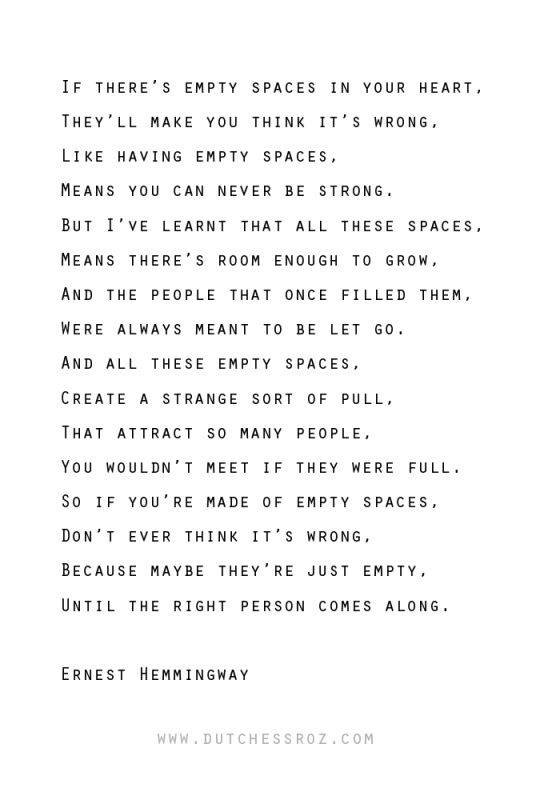 If there's empty spaces in your heart,
They'll make you think it's wrong,
Like having empty spaces,
Means you can never be strong.
But I've learnt that all these spaces,
Means there's room enough to grow,
And the people that once filled them,
Were always meant to be let go.
And all these empty spaces,
Create a strange sort of pull,
That attract so many people,
You wouldn't meet if they were full.
So if you're made of empty spaces,
Don't ever think it's wrong,
Because maybe they're just empty,
Until the right person comes along.
Ernest Hemmingway
www.dutchessroz.com